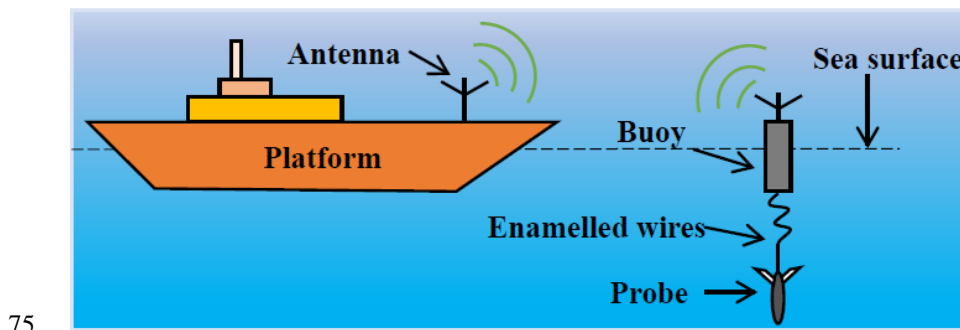 Antenna
Sea surface
Buoy
Platform
Enamelled wires
Probe
75